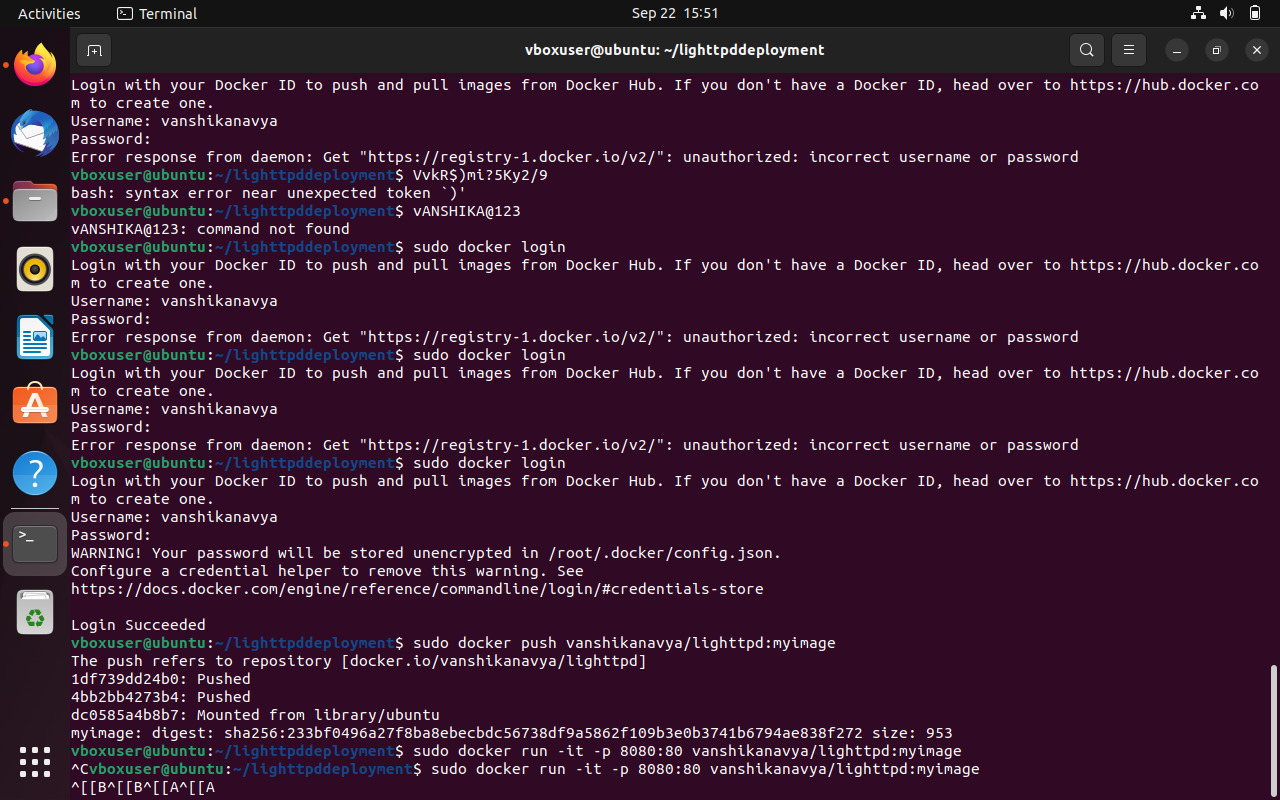 Activities
Terminal
Sep 22 15:51
vboxuser@ubuntu: ~/lighttpddeployment
Login with your Docker ID to push and pull images from Docker Hub. If you don't have a Docker ID, head over to https://hub.docker.co
m to create one.
Username: vanshikanavya
Password:
Error response from daemon: Get "https://registry-1.docker.io/v2/": unauthorized: incorrect username or password
vboxuser@ubuntu:~/lighttpddeployment$ VvkR$)mi?5Ky2/9
bash: syntax error near unexpected token `)'
vboxuser@ubuntu:~/lighttpddeployment$ vANSHIKA@123
vANSHIKA@123: command not found
vboxuser@ubuntu:~/lighttpddeployment$ sudo docker login
Login with your Docker ID to push and pull images from Docker Hub. If you don't have a Docker ID, head over to https://hub.docker.co
m to create one.
Username: vanshikanavya
Password:
Error response from daemon: Get "https://registry-1.docker.io/v2/": unauthorized: incorrect username or password
vboxuser@ubuntu:~/lighttpddeployment$ sudo docker login
Login with your Docker ID to push and pull images from Docker Hub. If you don't have a Docker ID, head over to https://hub.docker.co
m to create one.
Username: vanshikanavya
Password:
Error response from daemon: Get "https://registry-1.docker.io/v2/": unauthorized: incorrect username or password
vboxuser@ubuntu:~/lighttpddeployment$ sudo docker login
Login with your Docker ID to push and pull images from Docker Hub. If you don't have a Docker ID, head over to https://hub.docker.co
m to create one.
Username: vanshikanavya
Password:
WARNING! Your password will be stored unencrypted in /root/.docker/config.json.
Configure a credential helper to remove this warning. See
https://docs.docker.com/engine/reference/commandline/login/#credentials-store
Login Succeeded
vboxuser@ubuntu:~/lighttpddeployment$ sudo docker push vanshikanavya/lighttpd:myimage
The push refers to repository [docker.io/vanshikanavya/lighttpd]
1df739dd24b0: Pushed
4bb2bb4273b4: Pushed
dc0585a4b8b7: Mounted from library/ubuntu
myimage: digest: sha256:233bf0496a27f8ba8ebecbdc56738df9a5862f109b3e0b3741b6794ae838f272 size: 953
vboxuser@ubuntu:~/lighttpddeployment$ sudo docker run -it -p 8080:80 vanshikanavya/lighttpd:myimage
^Cvboxuser@ubuntu:~/lighttpddeployment$ sudo docker run -it -p 8080:80 vanshikanavya/lighttpd:myimage
^[[B^[[B^[[A^[[A